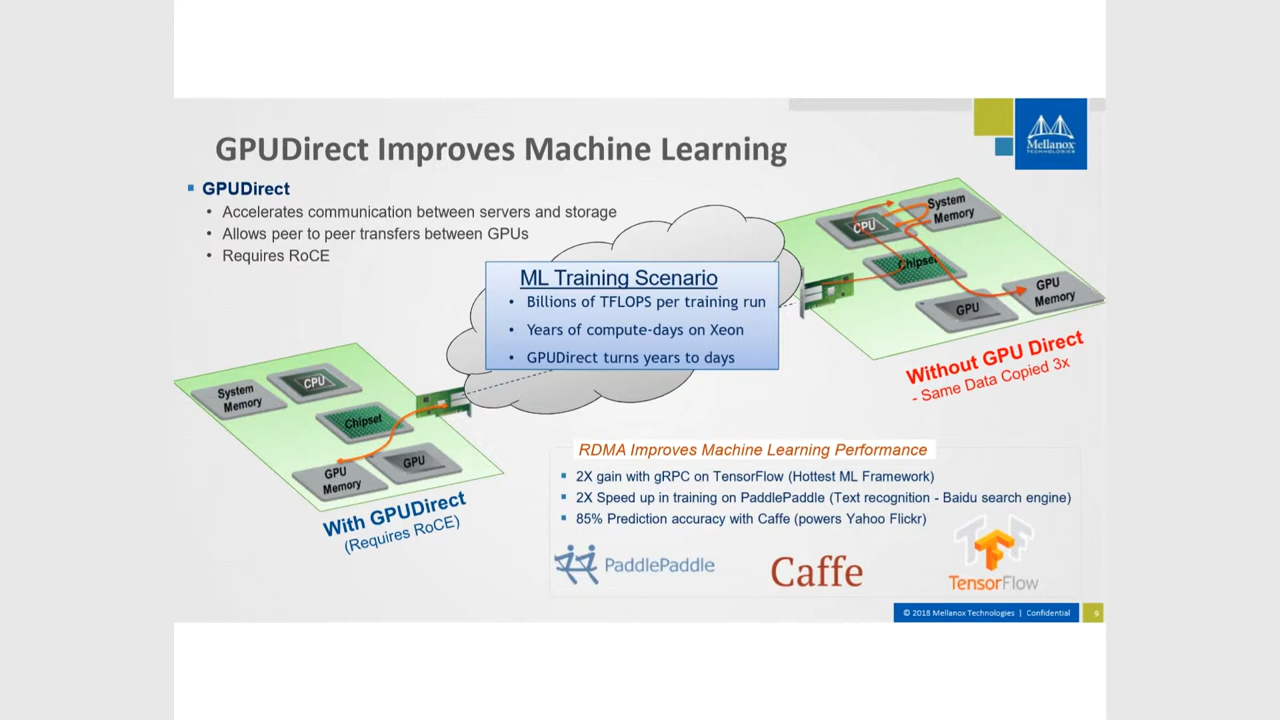 GPUDirect Improves Machine Learning
Mellanox
TECHNOLOGIES
▪ GPUDirect
• Accelerates communication between servers and storage
• Allows peer to peer transfers between GPUs
• Requires RoCE
ML Training Scenario
• Billions of TFLOPS per training run
• Years of compute-days on Xeon
• GPUDirect turns years to days
CPU
System
Memory
Chipset
GPU
GPU
Memory
Without GPU Direct
- Same Data Copied 3x
System
Memory
CPU
Chipset
GPU
Memory
GPU
With GPUDirect
(Requires RoCE)
RDMA Improves Machine Learning Performance
▪ 2X gain with gRPC on TensorFlow (Hottest ML Framework)
▪ 2X Speed up in training on PaddlePaddle (Text recognition - Baidu search engine)
▪ 85% Prediction accuracy with Caffe (powers Yahoo Flickr)
PaddlePaddle
Caffe
TensorFlow
© 2018 Mellanox Technologies | Confidential
9